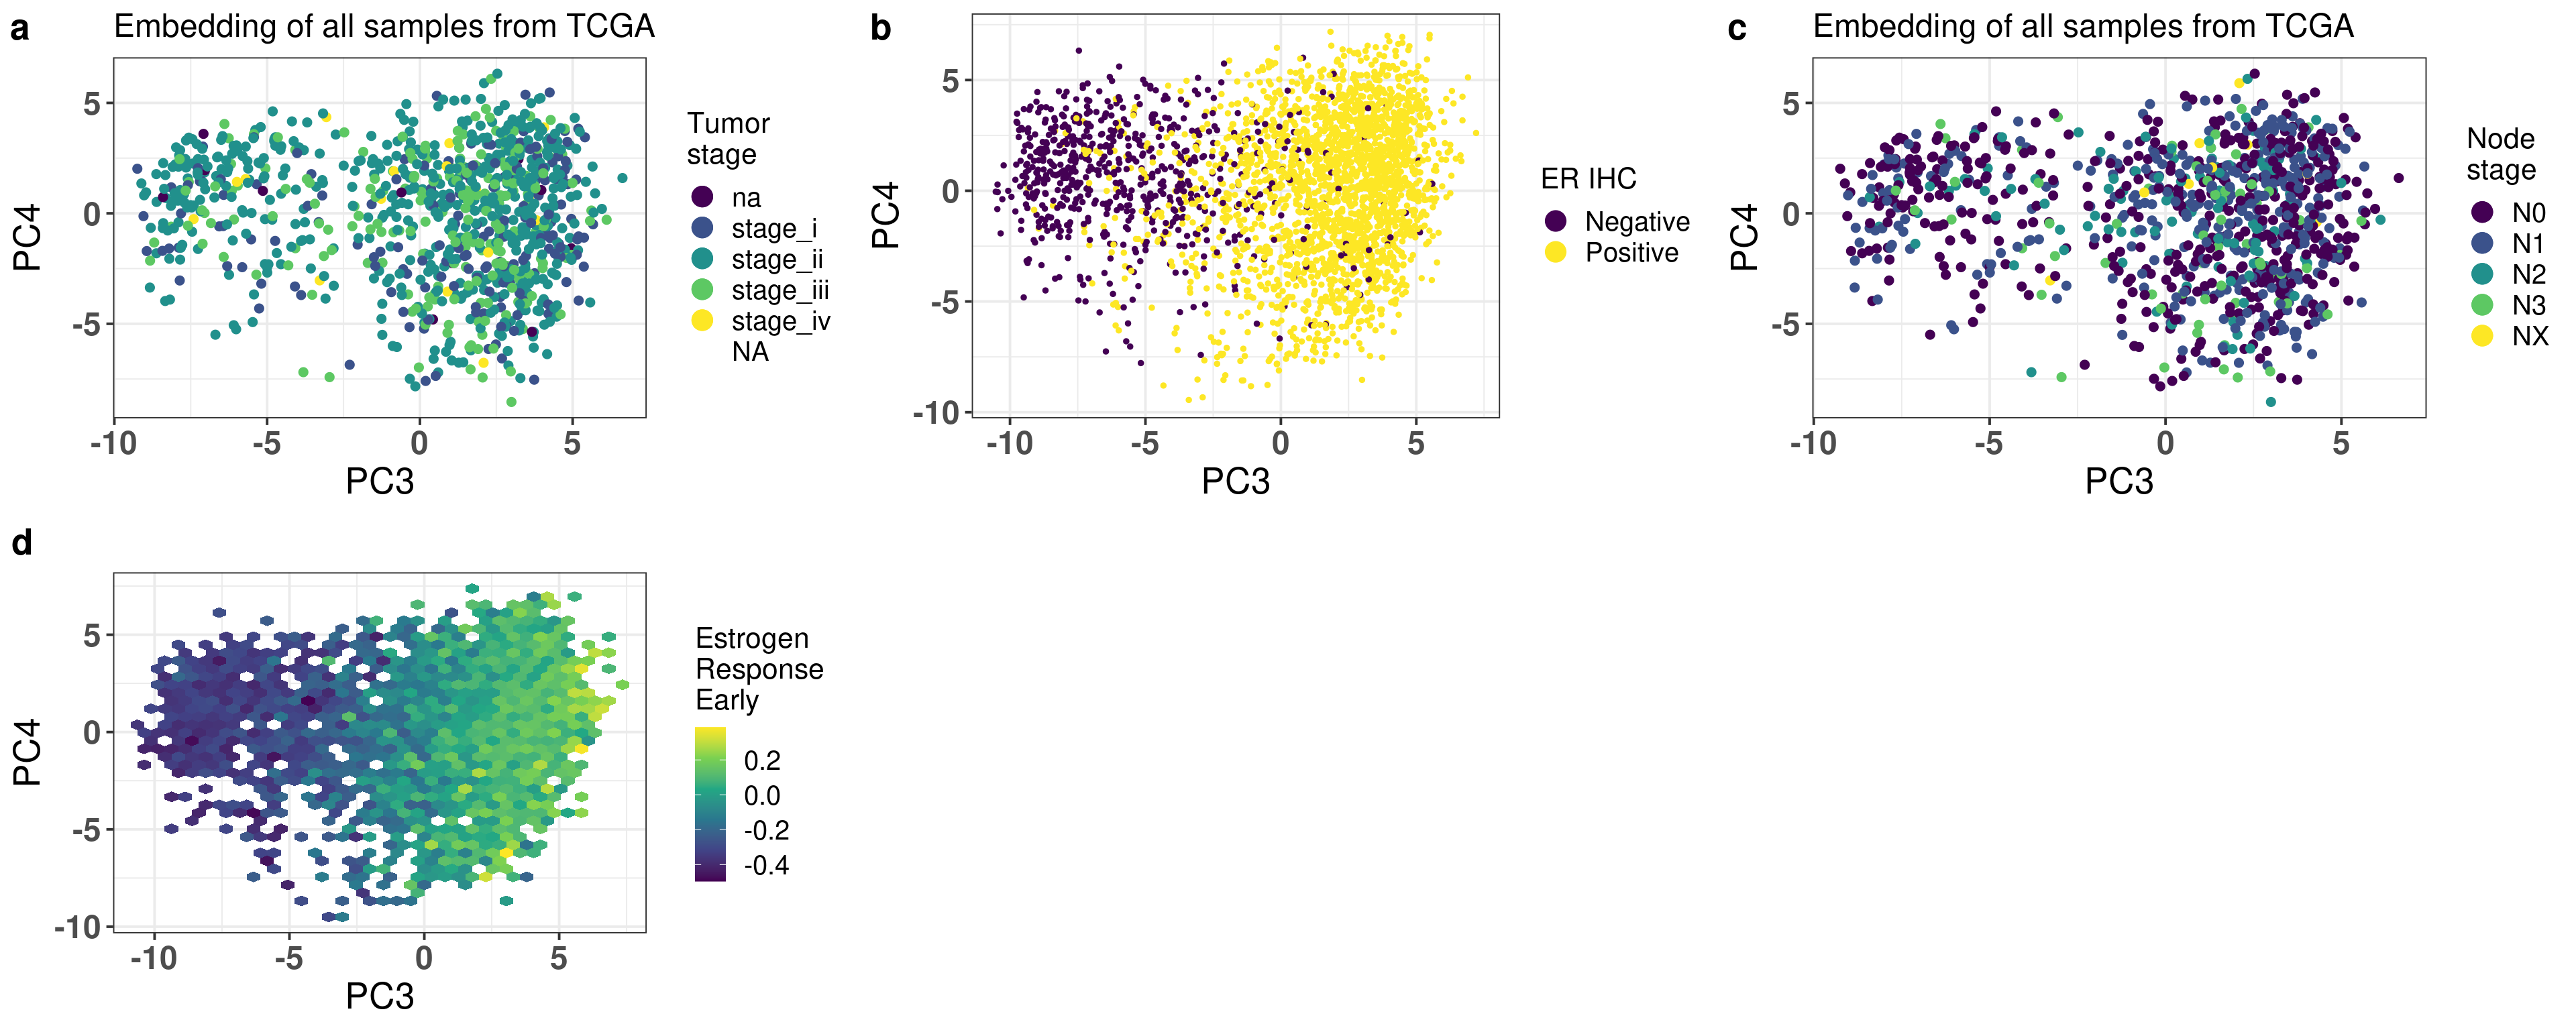 a
Embedding of all samples from TCGA
5
0
-5
-10
-5
0
5
PC3
PC4
Tumor
stage
na
stage_i
stage_ii
stage_iii
stage_iv
NA
b
5
0
-5
-10
-10
-5
0
5
PC3
PC4
ER IHC
Negative
Positive
c
Embedding of all samples from TCGA
5
0
-5
-10
-5
0
5
PC3
PC4
Node
stage
N0
N1
N2
N3
NX
d
5
0
-5
-10
-10
-5
0
5
PC3
PC4
Estrogen
Response
Early
0.2
0.0
-0.2
-0.4